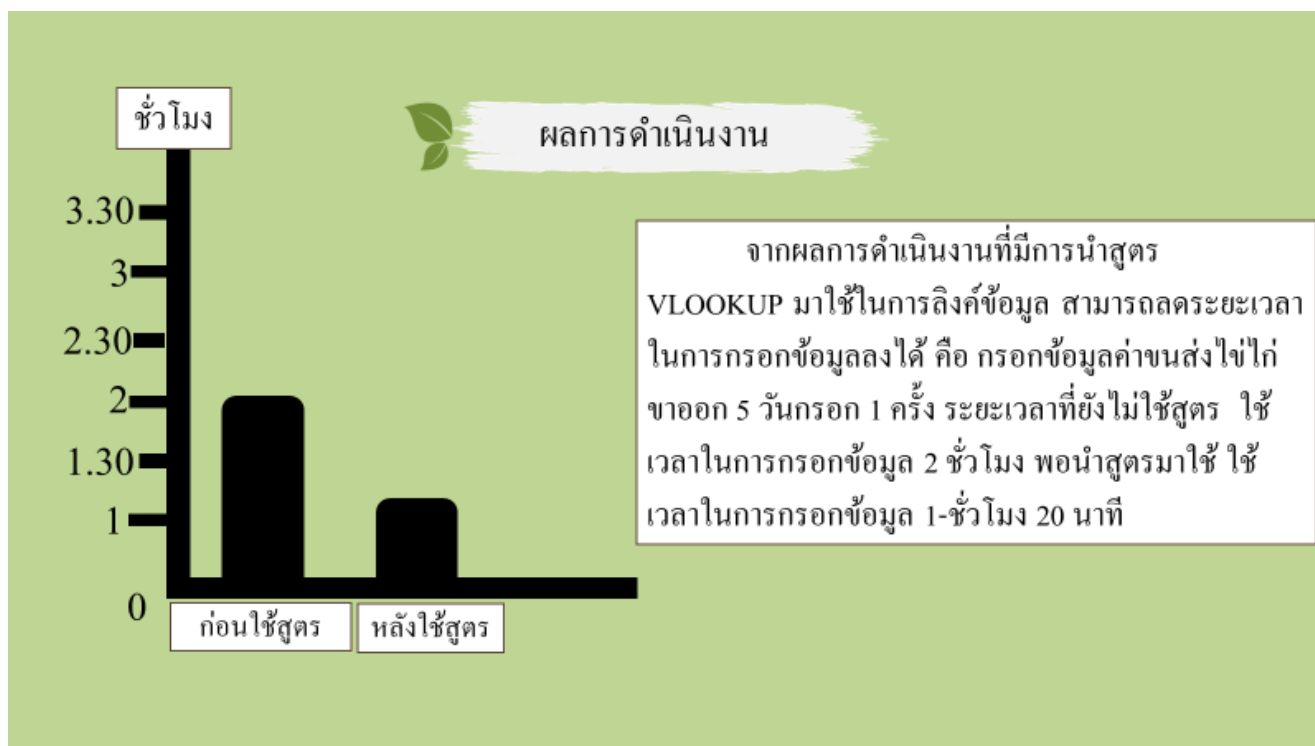 ผลการดำเนินงาน
ชั่วโมง
3.30
3
2.30
2
1.30
1
0
ก่อนใช้สูตร
หลังใช้สูตร
จากผลการดำเนินงานที่มีการนำสูตร
VLOOKUP มาใช้ในการลิงค์ข้อมูล สามารถลดระยะเวลา
ในการกรอกข้อมูลลงได้ คือ กรอกข้อมูลค่าขนส่งไข่ไก่
ขาออก 5 วันกรอก 1 ครั้ง ระยะเวลาที่ยังไม่ใช้สูตร ใช้
เวลาในการกรอกข้อมูล 2 ชั่วโมง พอนำสูตรมาใช้ ใช้
เวลาในการกรอกข้อมูล 1-ชั่วโมง 20 นาที